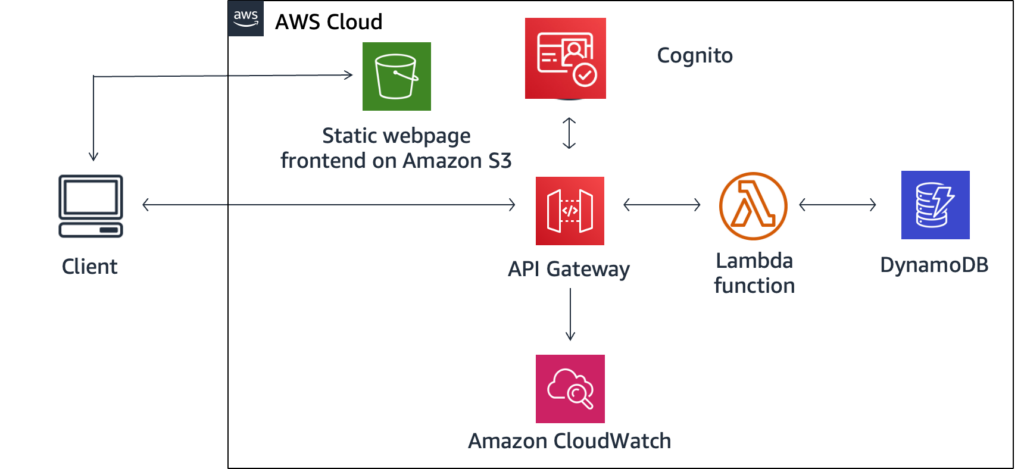 aws
AWS Cloud
Cognito
Static webpage
frontend on Amazon S3
</>
Client
API Gateway
Lambda
function
DynamoDB
Amazon CloudWatch